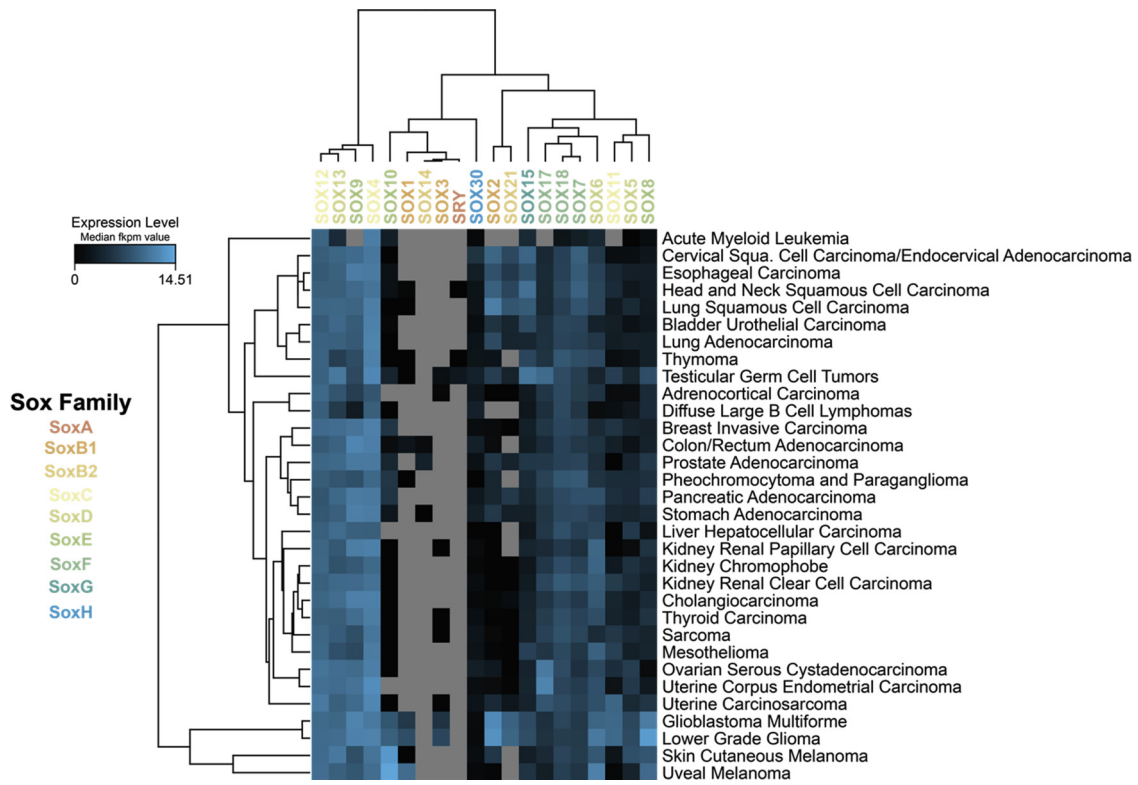 SOX12
SOX13
SOX9
SOX4
SOX10
SOX1
SOX14
SOX3
SRY
SOX30
SOX2
SOX21
SOX15
SOX17
SOX18
SOX7
SOX6
SOX11
SOX5
SOX8
Expression Level
Median fkpm value
0 14.51
Acute Myeloid Leukemia
Cervical Squa. Cell Carcinoma/Endocervical Adenocarcinoma
Esophageal Carcinoma
Head and Neck Squamous Cell Carcinoma
Lung Squamous Cell Carcinoma
Bladder Urothelial Carcinoma
Lung Adenocarcinoma
Thymoma
Testicular Germ Cell Tumors
Adrenocortical Carcinoma
Diffuse Large B Cell Lymphomas
Breast Invasive Carcinoma
Colon/Rectum Adenocarcinoma
Prostate Adenocarcinoma
Pheochromocytoma and Paraganglioma
Pancreatic Adenocarcinoma
Stomach Adenocarcinoma
Liver Hepatocellular Carcinoma
Kidney Renal Papillary Cell Carcinoma
Kidney Chromophobe
Kidney Renal Clear Cell Carcinoma
Cholangiocarcinoma
Thyroid Carcinoma
Sarcoma
Mesothelioma
Ovarian Serous Cystadenocarcinoma
Uterine Corpus Endometrial Carcinoma
Uterine Carcinosarcoma
Glioblastoma Multiforme
Lower Grade Glioma
Skin Cutaneous Melanoma
Uveal Melanoma
Sox Family
SoxA
SoxB1
SoxB2
SoxC
SoxD
SoxE
SoxF
SoxG
SoxH